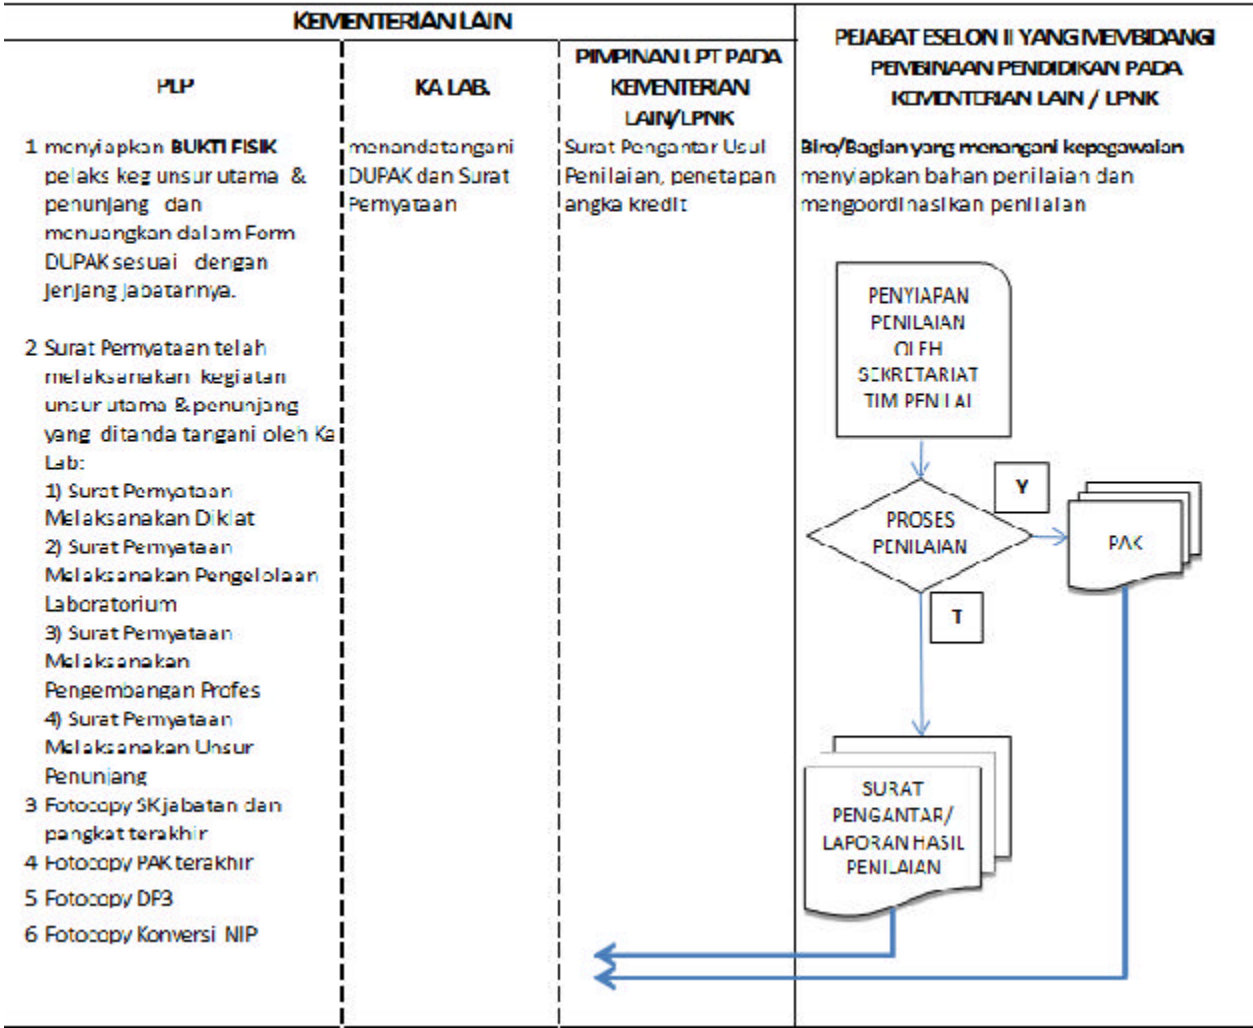 KEMENTERIAN LAIN
PEJABAT ESELON II YANG MEMBIDANGI
PEMBINAAN PENDIDIKAN PADA
KEMENTERIAN LAIN / LPNK
PLP
KA LAB.
PIMPINAN UPT PADA
KEMENTERIAN
LAIN/LPNK
1 menyiapkan BUKTI FISIK
pelaks keg unsur utama &
penunjang dan
menuangkan dalam Form
DUPAK sesuai dengan
jenjang jabatannya.
2 Surat Pernyataan telah
melaksanakan kegiatan
unsur utama & penunjang
yang ditanda tangani oleh Ka
Lab:
1) Surat Pernyataan
Melaksanakan Diklat
2) Surat Pernyataan
Melaksanakan Pengelolaan
Laboratorium
3) Surat Pernyataan
Melaksanakan
Pengembangan Profes
4) Surat Pernyataan
Melaksanakan Unsur
Penunjang
3 Fotocopy SK jabatan dan
pangkat terakhir
4 Fotocopy PAK terakhir
5 Fotocopy DP3
6 Fotocopy Konversi NIP
menandatangani
DUPAK dan Surat
Pernyataan
Surat Pengantar Usul
Penilaian, penetapan
angka kredit
Biro/Bagian yang menangani kepegawaian
menyiapkan bahan penilaian dan
mengoordinasikan penilaian
PENYIAPAN
PENILAIAN
OLEH
SEKRETARIAT
TIM PENILAI
PROSES
PENILAIAN
Y
PAK
T
SURAT
PENGANTAR/
LAPORAN HASIL
PENILAIAN